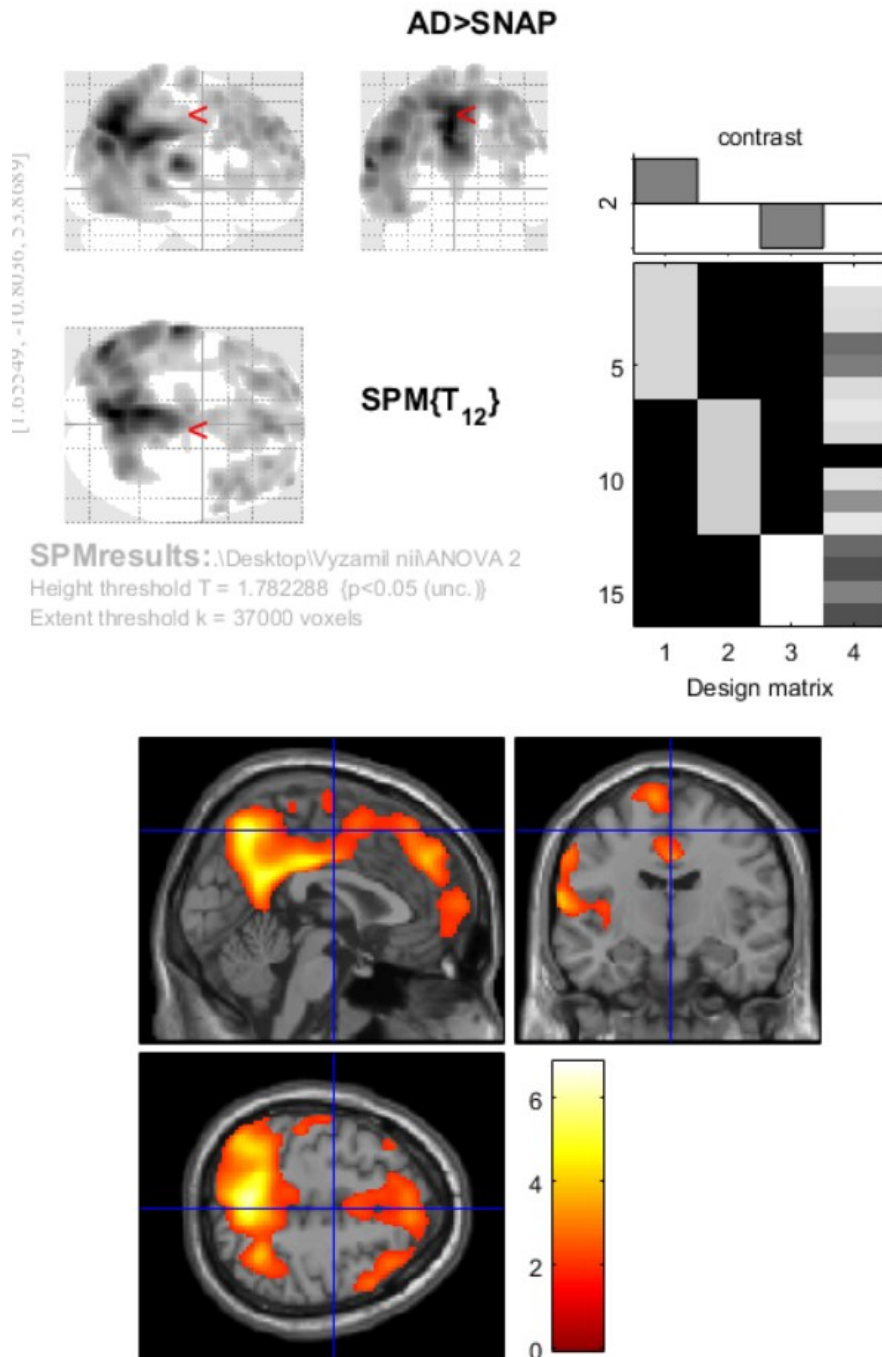 AD>SNAP
<
<
<
SPM{T12}
SPMresults: .\Desktop\Vyzamil nii\ANOVA 2
Height threshold T = 1.782288 {p<0.05 (unc.)}
Extent threshold k = 37000 voxels
contrast
2
5
10
15
1 2 3 4
Design matrix
6
4
2
0